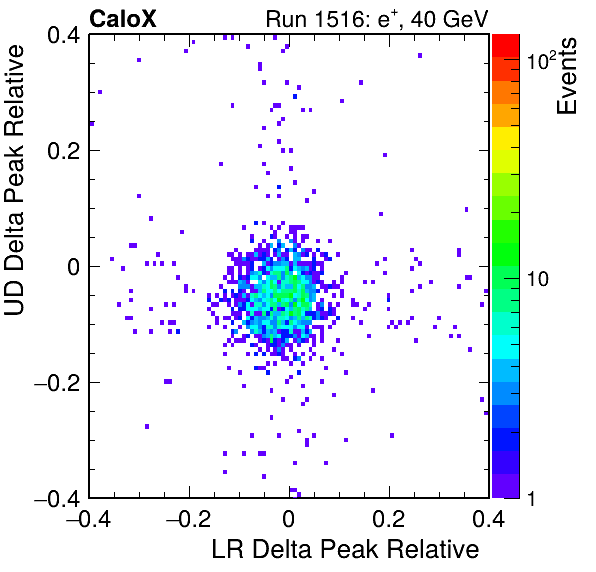 CaloX Run 1516: e⁺, 40 GeV
UD Delta Peak Relative
0.4
0.2
0
−0.2
−0.4
−0.4 −0.2 0 0.2 0.4
LR Delta Peak Relative
Events
10²
10
1